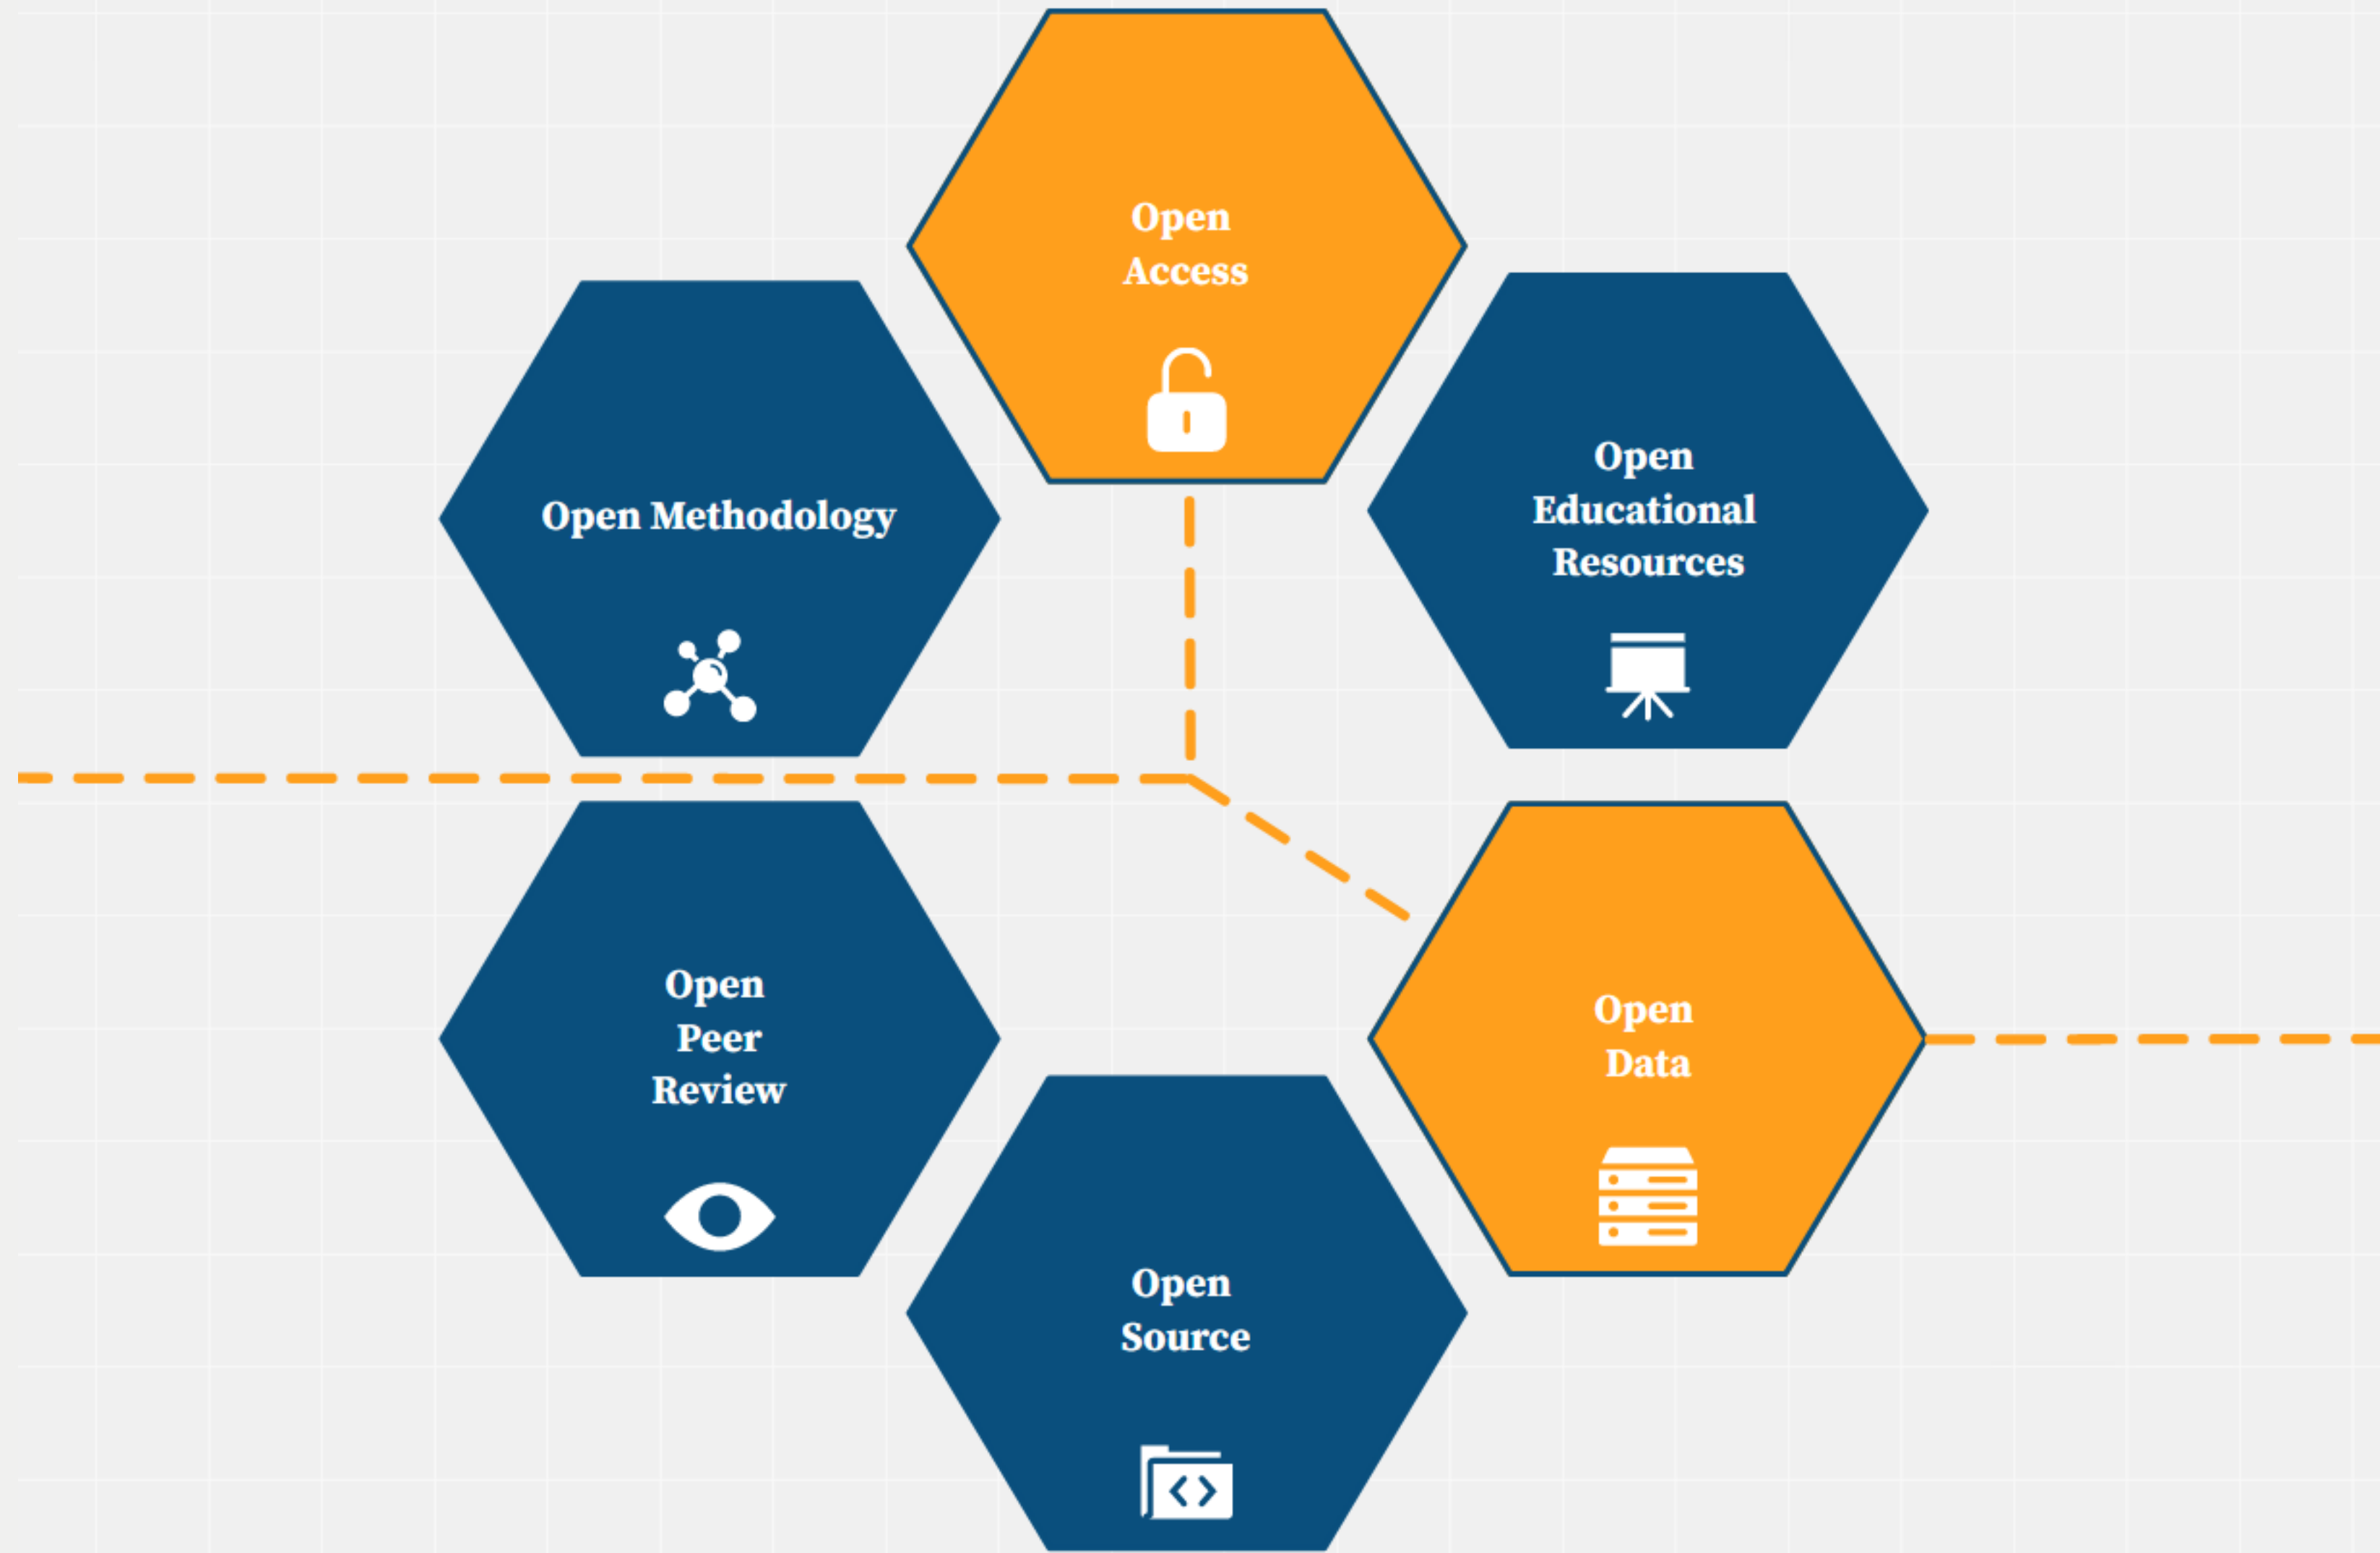 Open
Access
Open Methodology
Open
Educational
Resources
Open
Peer
Review
Open
Data
Open
Source